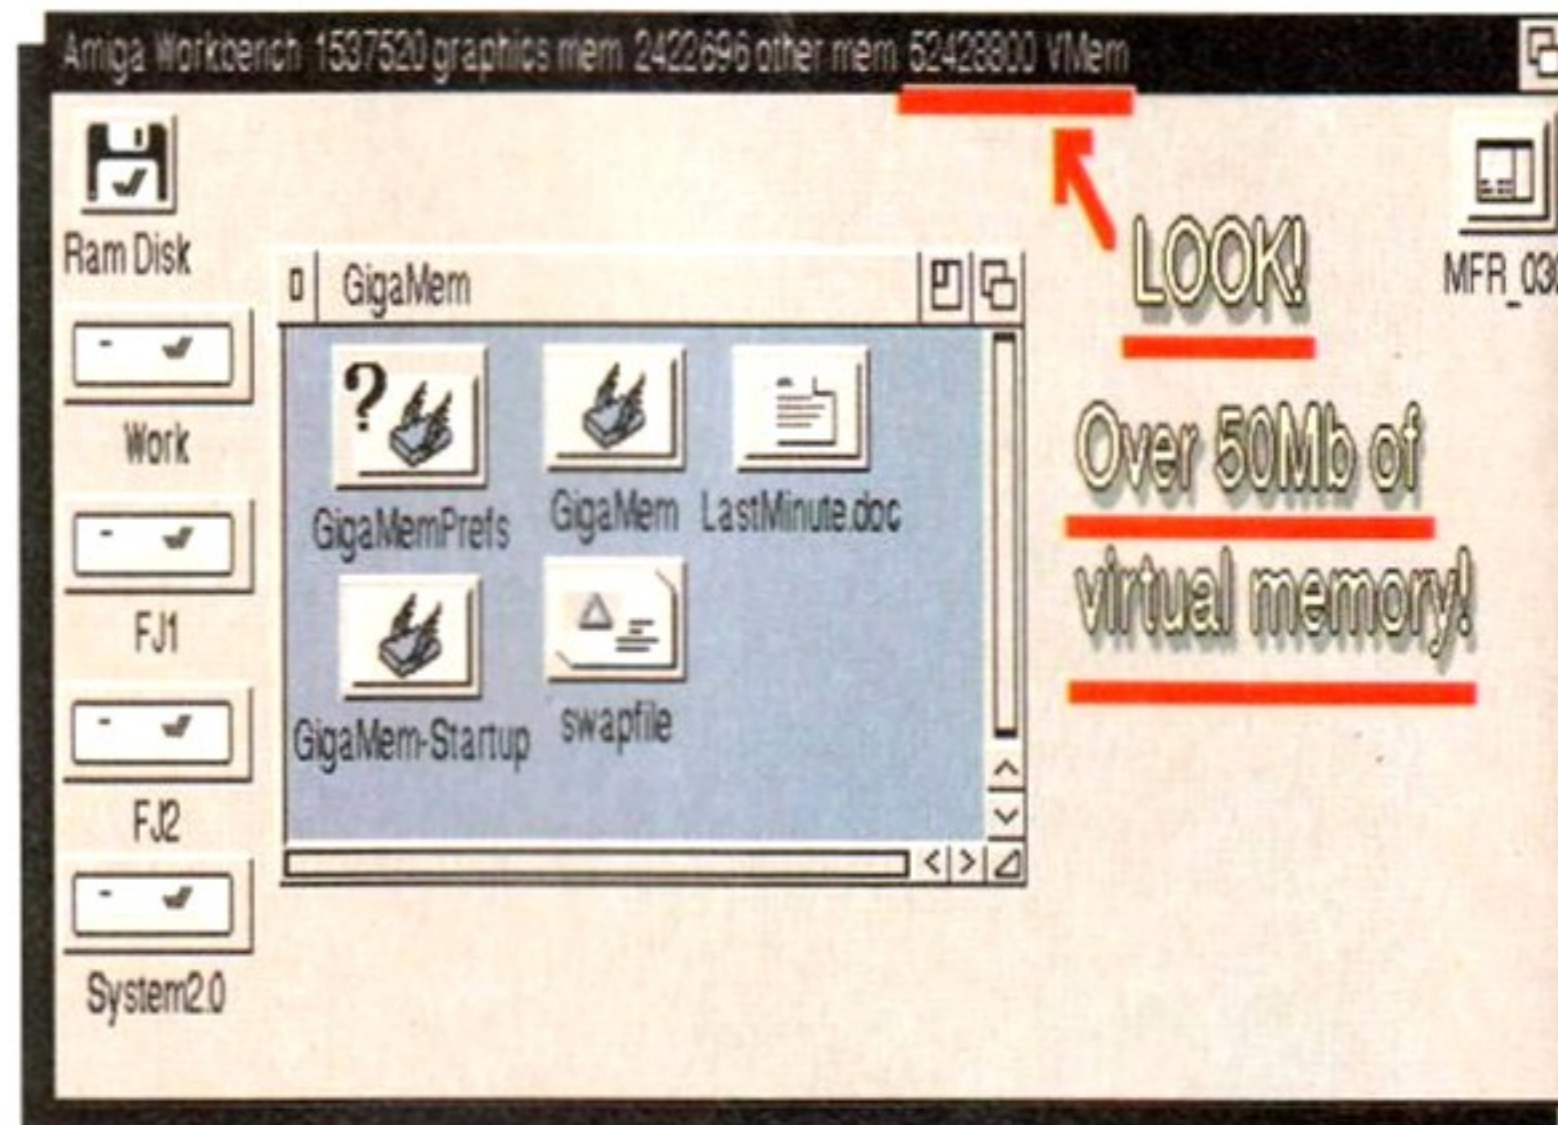 Amiga Workbench 1537520 graphics mem 2422696 other mem 52428800 VMem
Ram Disk
LOOK!
MFR_030
GigaMem
?
Work
Over 50Mb of
GigaMemPrefs GigaMem LastMinute.doc
virtual memory!
FJ1
GigaMem-Startup swapfile
FJ2
System2.0